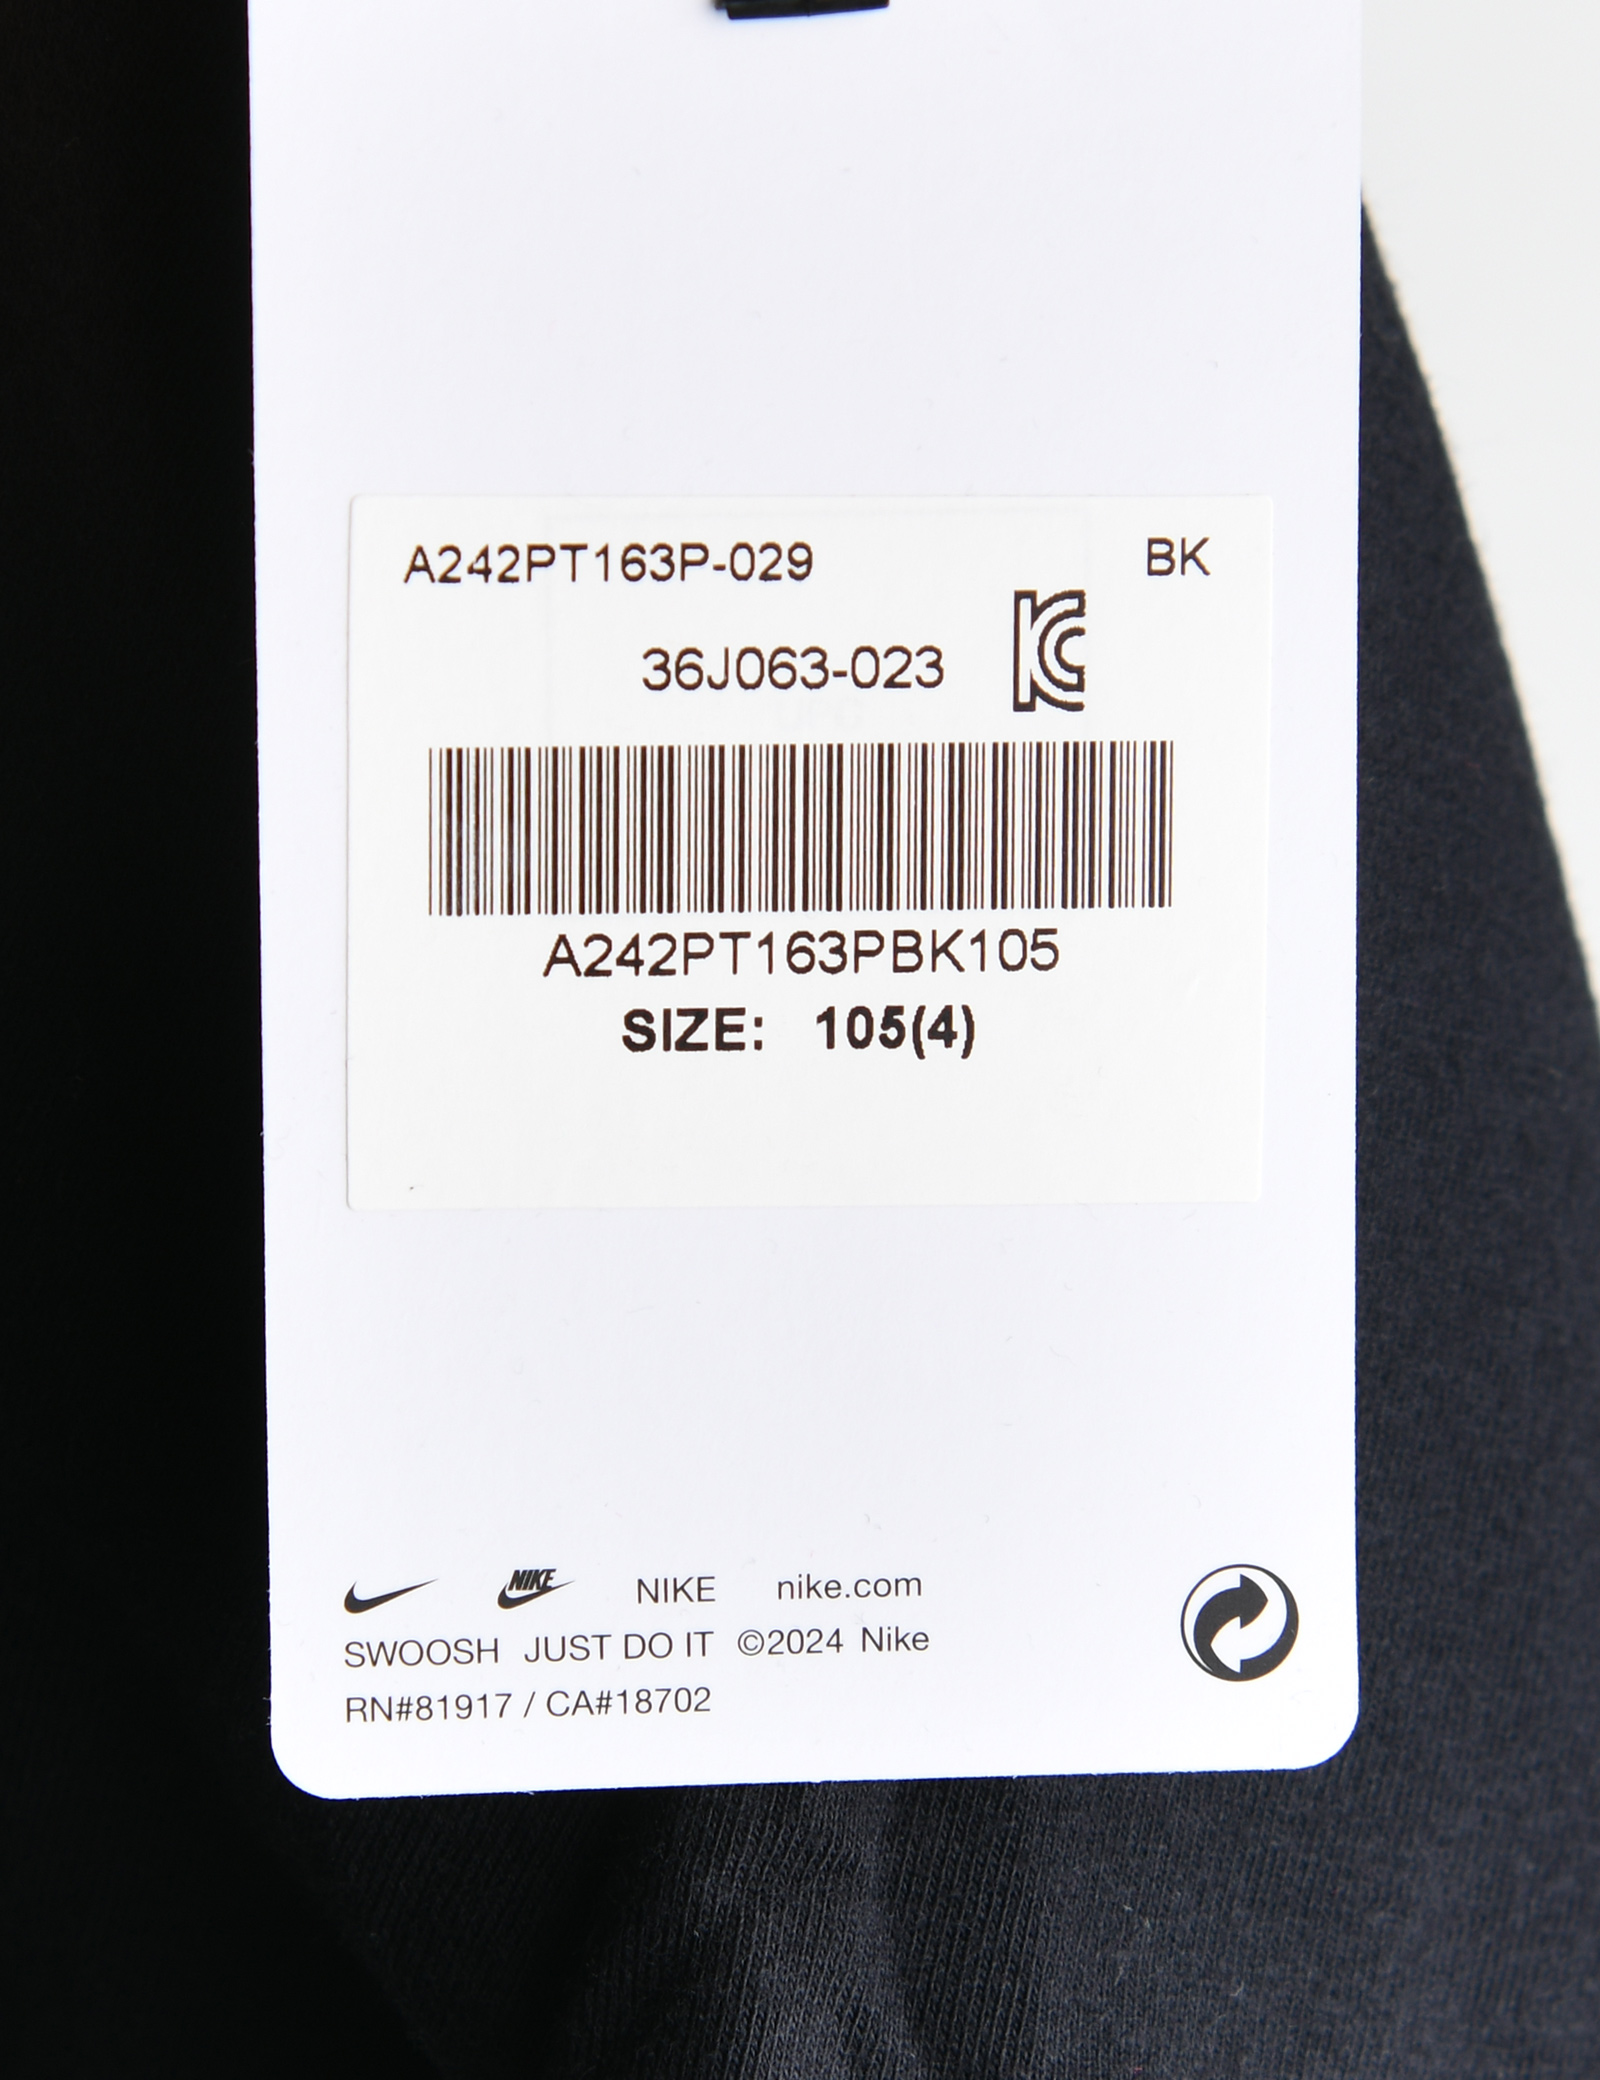 A242PT163P-029 BK
36J063-023
A242PT163PBK105
SIZE: 105(4)
NIKE NIKE nike.com
SWOOSH JUST DO IT ©2024 Nike
RN#81917 / CA#18702